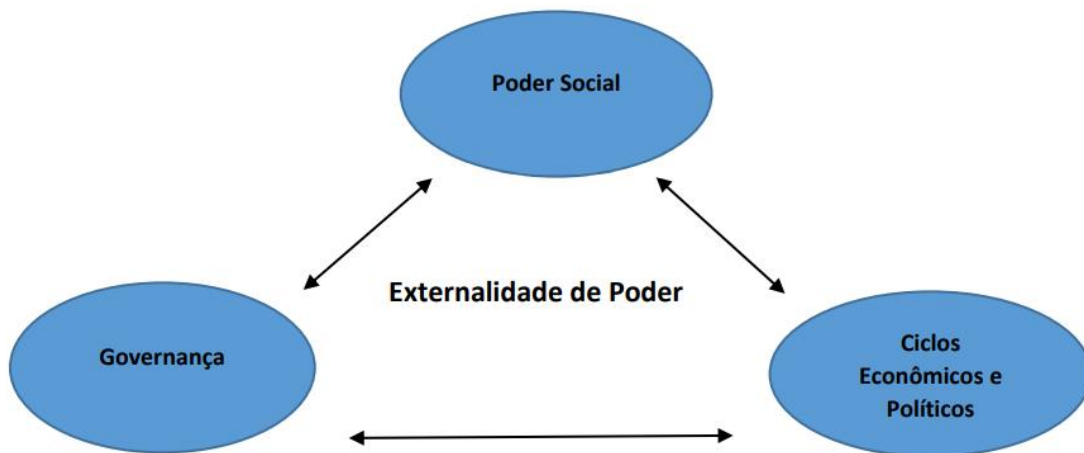 Poder Social
Externalidade de Poder
Governança
Ciclos
Econômicos e
Políticos